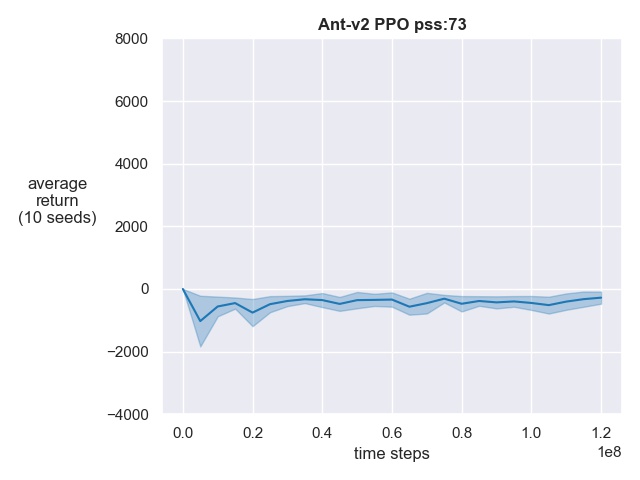 Ant-v2 PPO pss:73
8000
6000
4000
2000
0
−2000
−4000
average
return
(10 seeds)
0.0 0.2 0.4 0.6 0.8 1.0 1.2
1e8
time steps